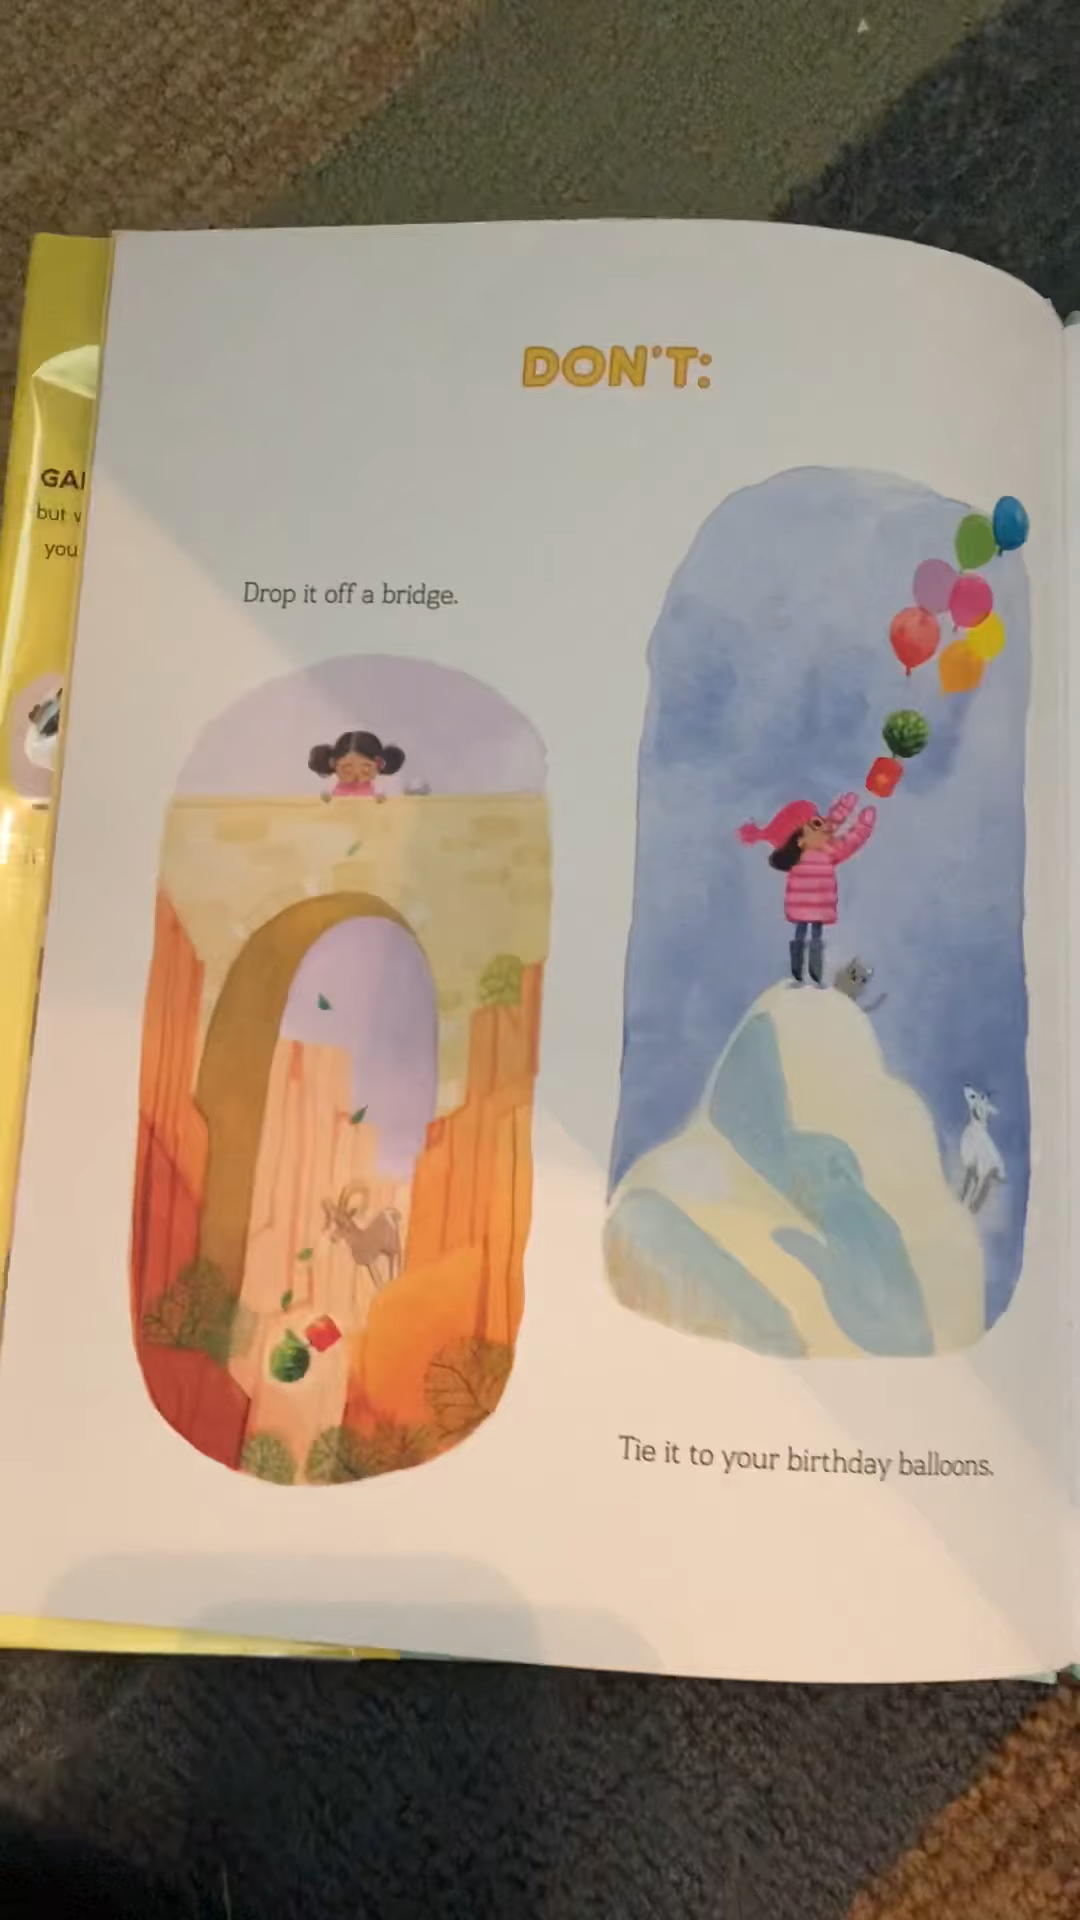 DON'T:
GA
but
you
Drop it off a bridge.
Tie it to your birthday balloons.